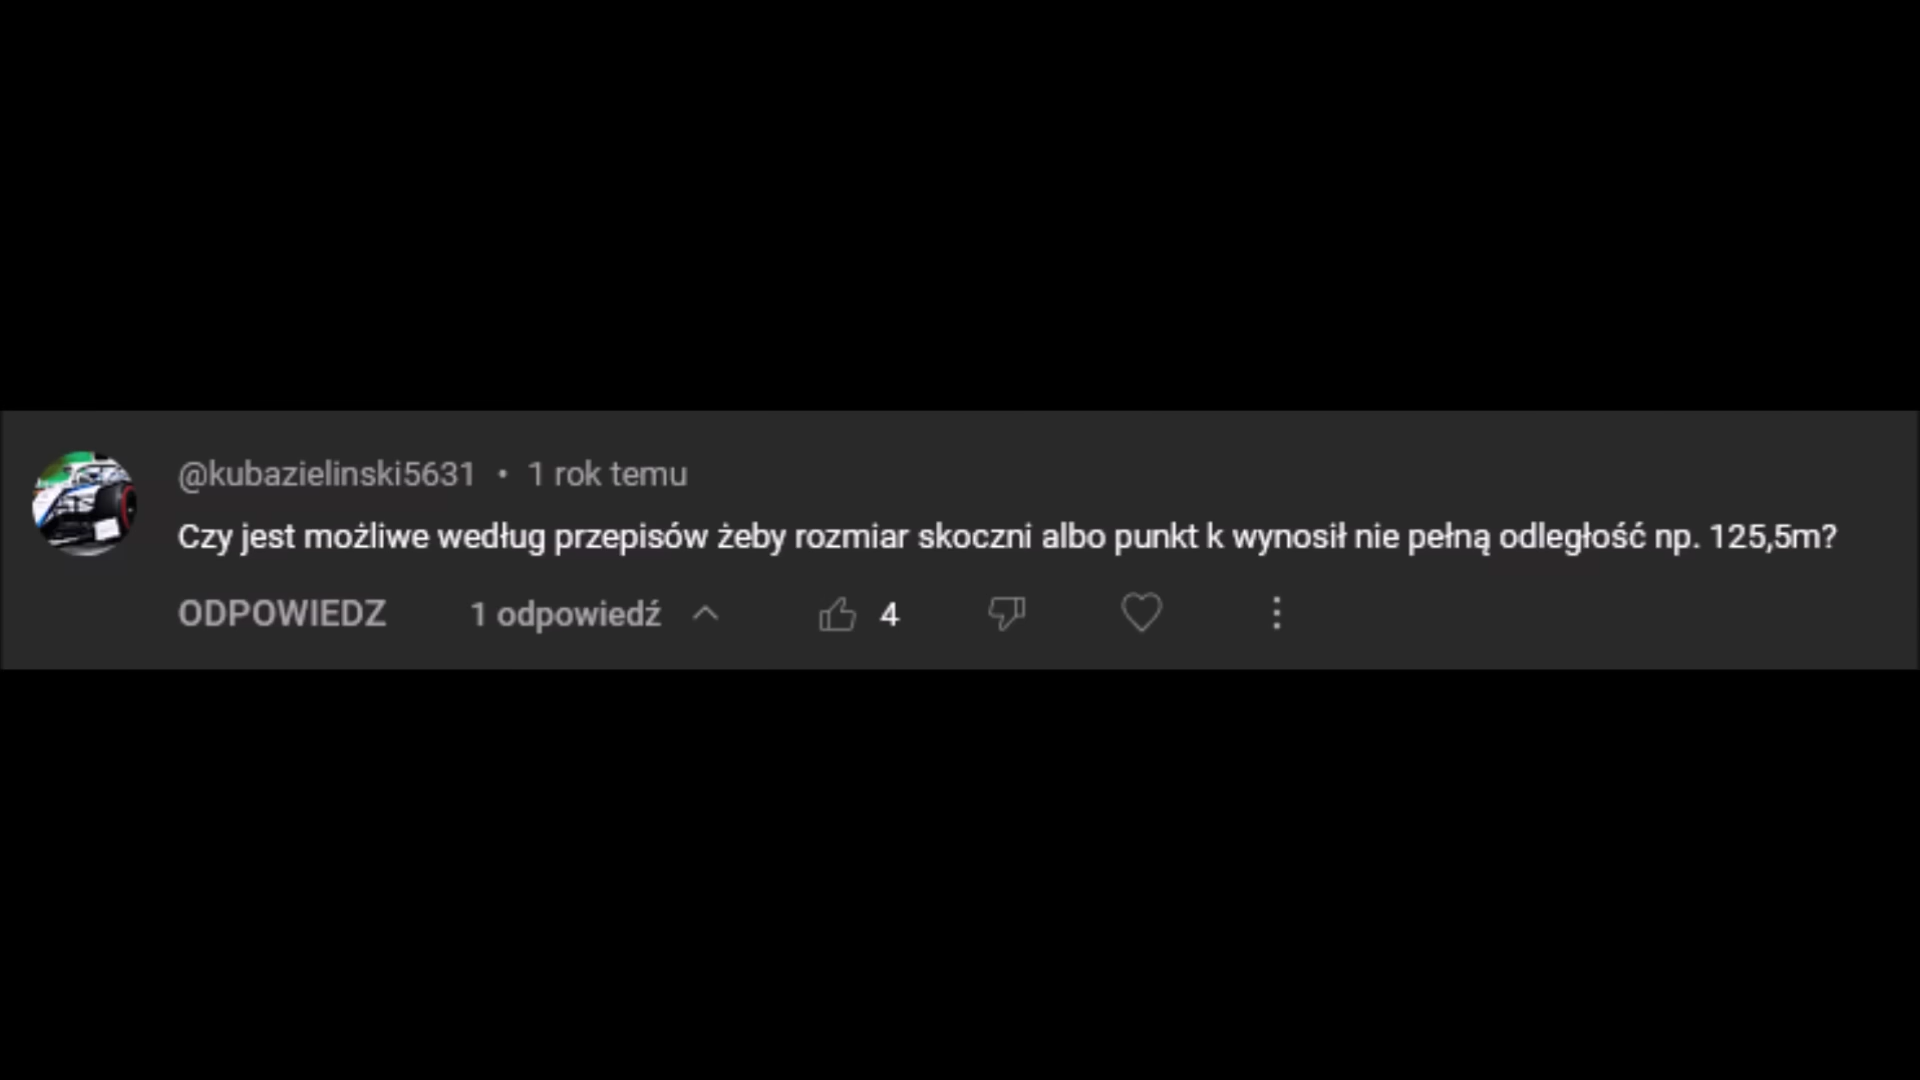 @kubazielinski5631 • 1 rok temu
Czy jest możliwe według przepisów żeby rozmiar skoczni albo punkt k wynosił nie pełną odległość np. 125,5m?
ODPOWIEDZ 1 odpowiedź 4